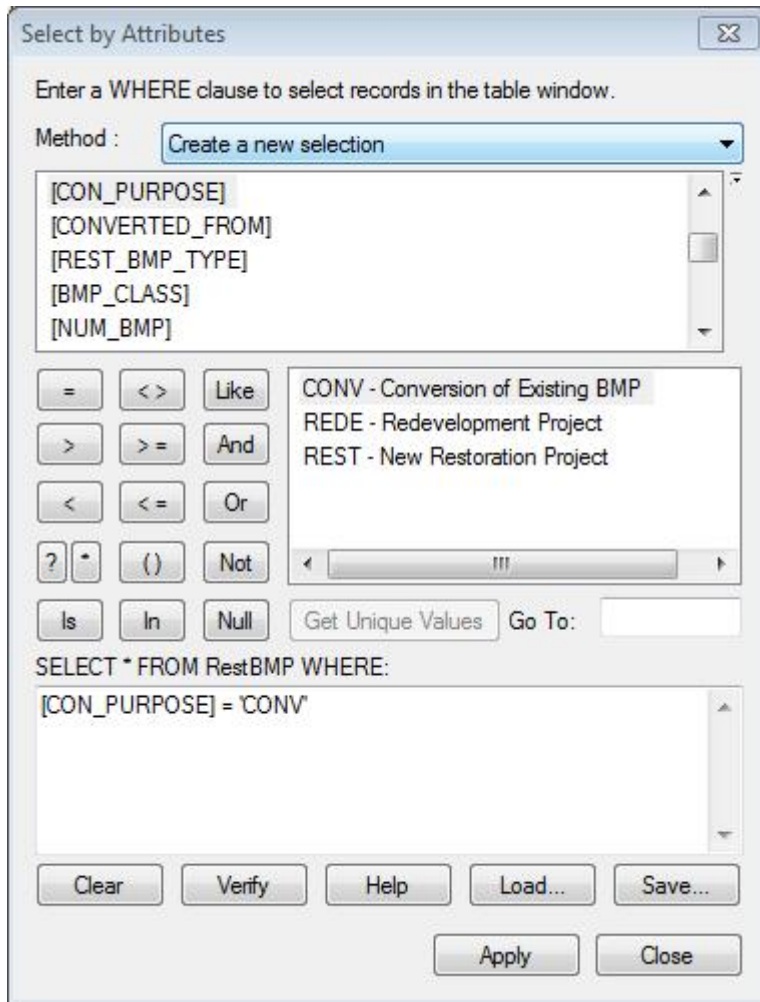 Select by Attributes
Enter a WHERE clause to select records in the table window.
Method : Create a new selection
[CON_PURPOSE]
[CONVERTED_FROM]
[REST_BMP_TYPE]
[BMP_CLASS]
[NUM_BMP]
= < > Like
> > = And
< < = Or
? * ( ) Not
Is In Null
CONV - Conversion of Existing BMP
REDE - Redevelopment Project
REST - New Restoration Project
Get Unique Values Go To:
SELECT * FROM RestBMP WHERE:
[CON_PURPOSE] = 'CONV'
Clear Verify Help Load... Save...
Apply Close